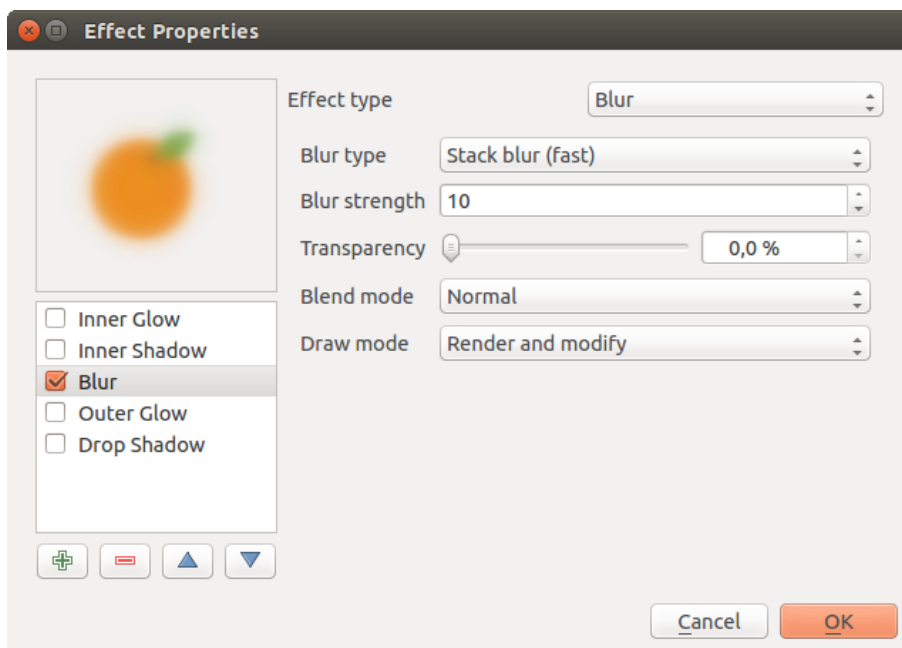 Effect Properties
Effect type Blur
Blur type Stack blur (fast)
Blur strength 10
Transparency 0,0 %
Blend mode Normal
Draw mode Render and modify
Inner Glow
Inner Shadow
Blur
Outer Glow
Drop Shadow
Cancel OK